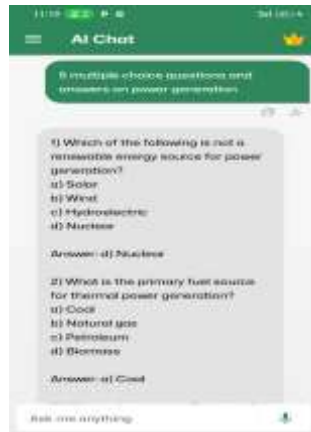 AI Chat
multiple choice questions and
answers on power generation
1) Which of the following is not a
renewable energy source for power
generation?
a) Solar
b) Wind
c) Hydroelectric
d) Nuclear
Answer: d) Nuclear
2) What is the primary fuel source
for thermal power generation?
a) Coal
b) Natural gas
c) Petroleum
d) Biomass
Answer: a) Coal
Ask me anything